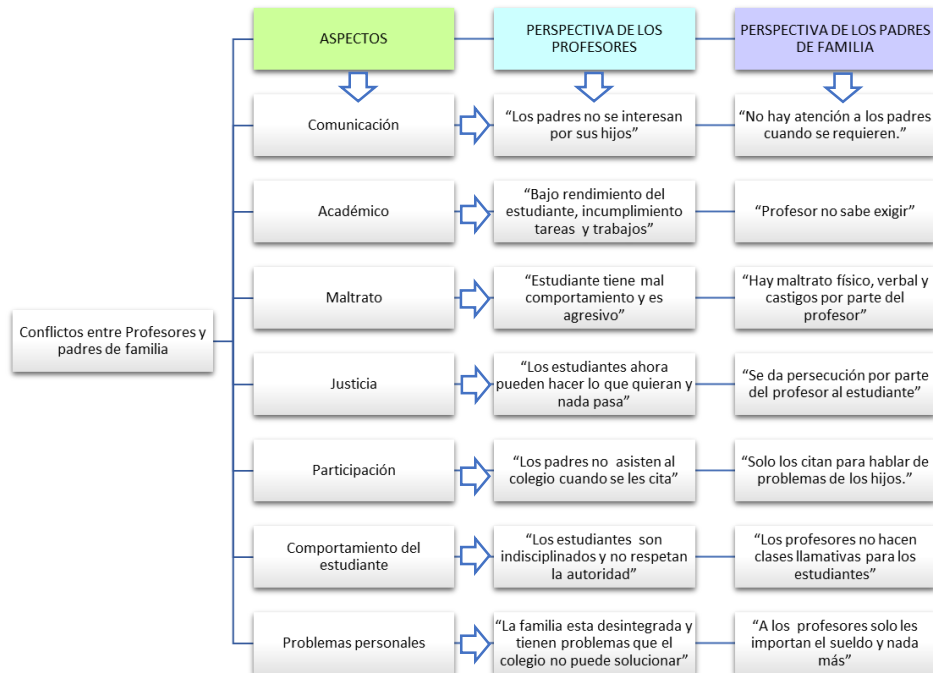 ASPECTOS
PERSPECTIVA DE LOS
PROFESORES
PERSPECTIVA DE LOS PADRES
DE FAMILIA
Comunicación
“Los padres no se interesan
por sus hijos”
“No hay atención a los padres
cuando se requieren.”
Académico
“Bajo rendimiento del
estudiante, incumplimiento
tareas y trabajos”
“Profesor no sabe exigir”
Maltrato
“Estudiante tiene mal
comportamiento y es
agresivo”
“Hay maltrato físico, verbal y
castigos por parte del
profesor”
Conflictos entre Profesores y
padres de familia
Justicia
“Los estudiantes ahora
pueden hacer lo que quieran y
nada pasa”
“Se da persecución por parte
del profesor al estudiante”
Participación
“Los padres no asisten al
colegio cuando se les cita”
“Solo los citan para hablar de
problemas de los hijos.”
Comportamiento del
estudiante
“Los estudiantes son
indisciplinados y no respetan
la autoridad”
“Los profesores no hacen
clases llamativas para los
estudiantes”
Problemas personales
“La familia esta desintegrada y
tienen problemas que el
colegio no puede solucionar”
“A los profesores solo les
importan el sueldo y nada
más”